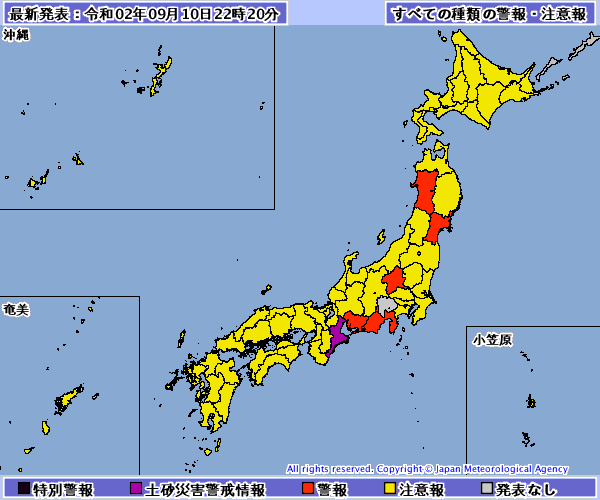 最新発表：令和02年09月10日22時20分
すべての種類の警報・注意報
沖縄
奄美
小笠原
All rights reserved. Copyright © Japan Meteorological Agency
特別警報 土砂災害警戒情報 警報 注意報 発表なし